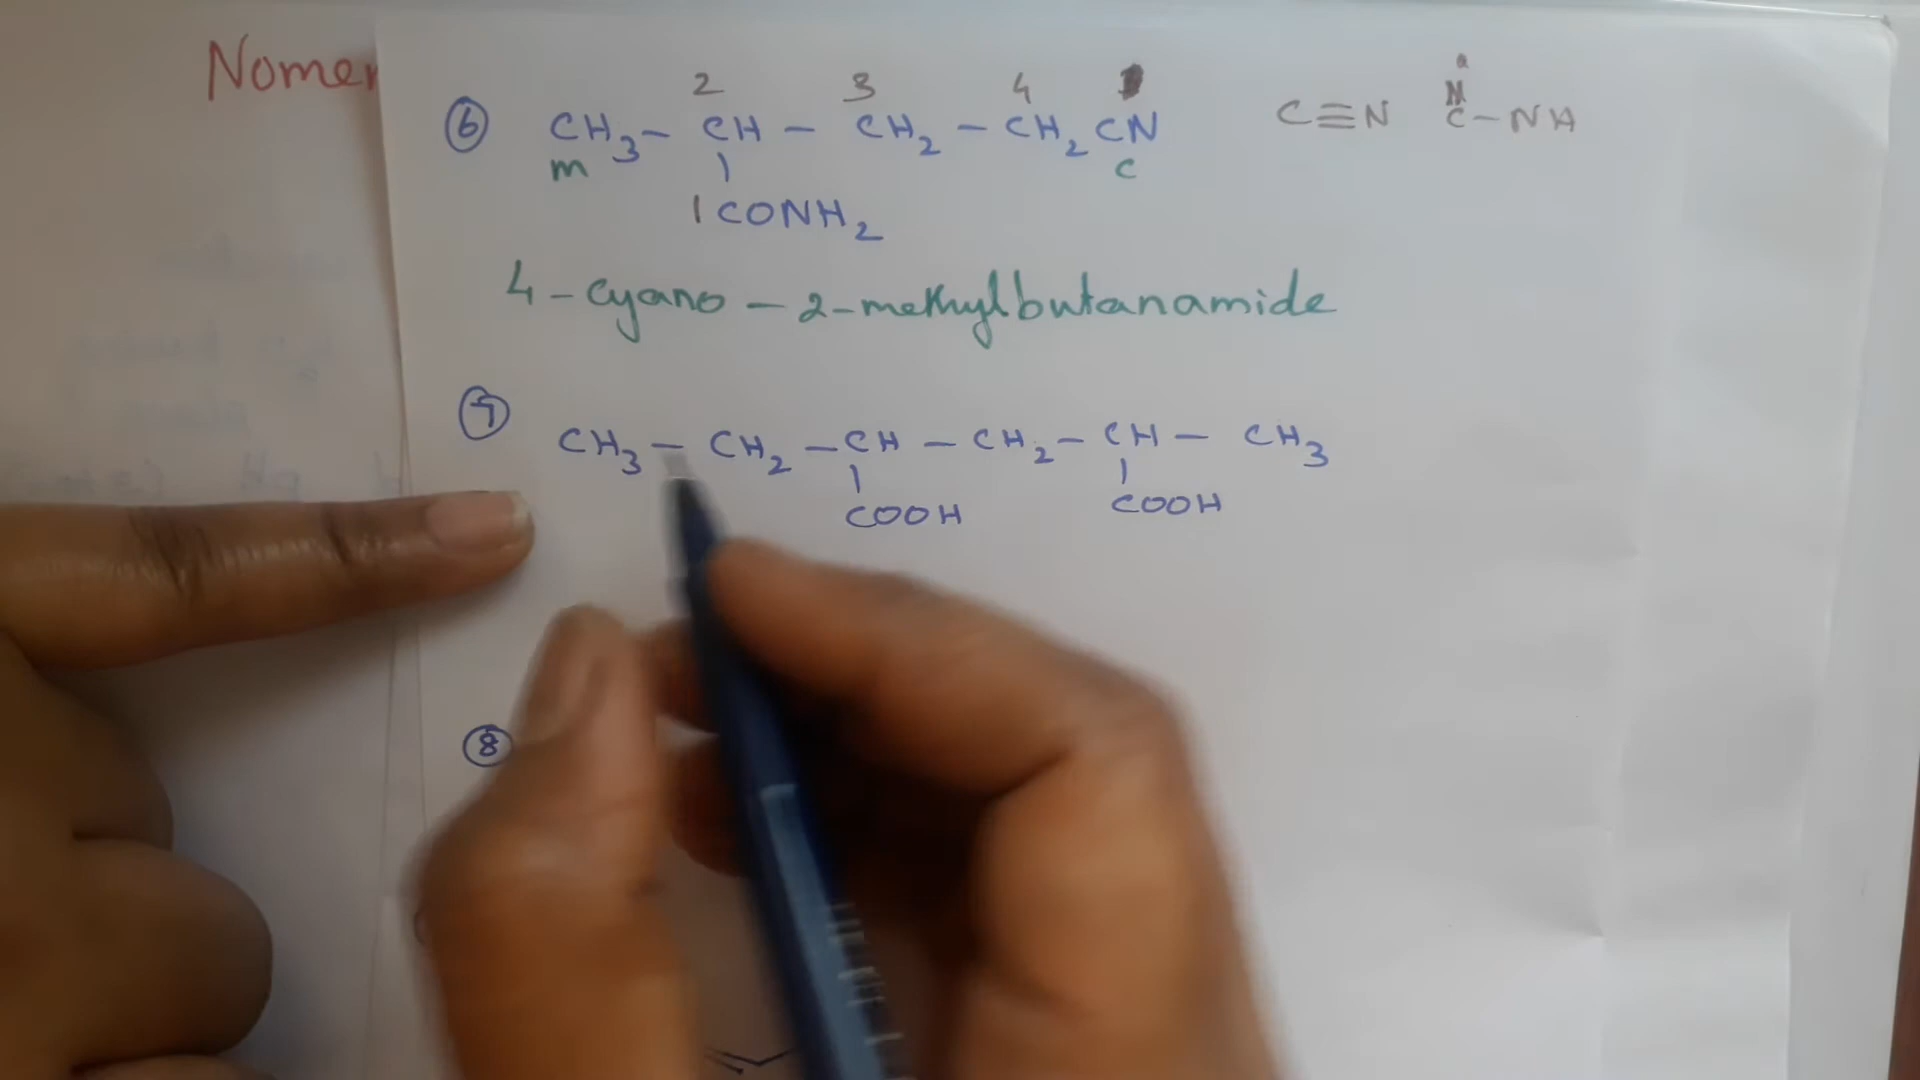 Nomen
2 3 4
⑥ CH₃ – CH – CH₂ – CH₂ CN C≡N C – NH
m c
1 CONH₂
4 – cyano – 2-methylbutanamide
⑦ CH₃ – CH₂ – CH – CH₂ – CH – CH₃
COOH COOH
⑧